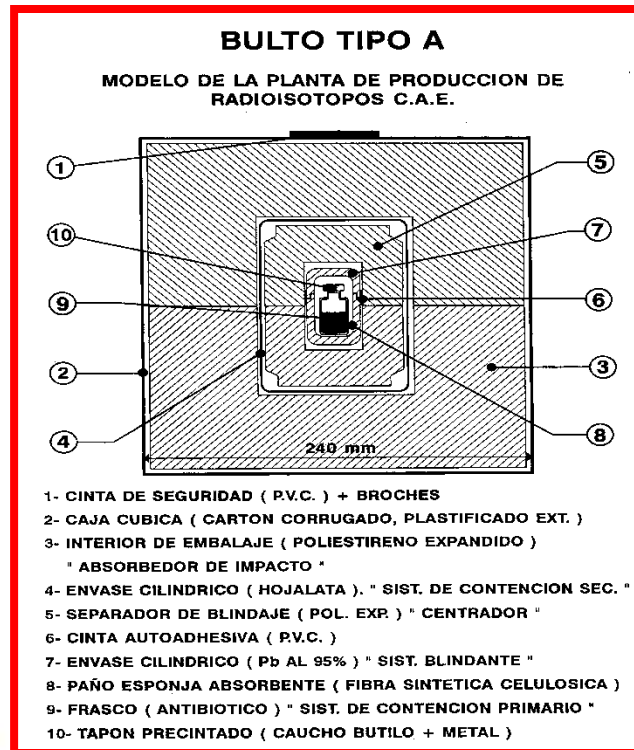 BULTO TIPO A
MODELO DE LA PLANTA DE PRODUCCION DE
RADIOISOTOPOS C.A.E.
1
5
7
10
9
6
2
3
4
8
240 mm
1- CINTA DE SEGURIDAD ( P.V.C. ) + BROCHES
2- CAJA CUBICA ( CARTON CORRUGADO, PLASTIFICADO EXT. )
3- INTERIOR DE EMBALAJE ( POLIESTIRENO EXPANDIDO )
" ABSORBEDOR DE IMPACTO "
4- ENVASE CILINDRICO ( HOJALATA ). " SIST. DE CONTENCION SEC. "
5- SEPARADOR DE BLINDAJE ( POL. EXP. ) " CENTRADOR "
6- CINTA AUTOADHESIVA ( P.V.C. )
7- ENVASE CILINDRICO ( Pb AL 95% ) " SIST. BLINDANTE "
8- PAÑO ESPONJA ABSORBENTE ( FIBRA SINTETICA CELULOSICA )
9- FRASCO ( ANTIBIOTICO ) " SIST. DE CONTENCION PRIMARIO "
10- TAPON PRECINTADO ( CAUCHO BUTILO + METAL )